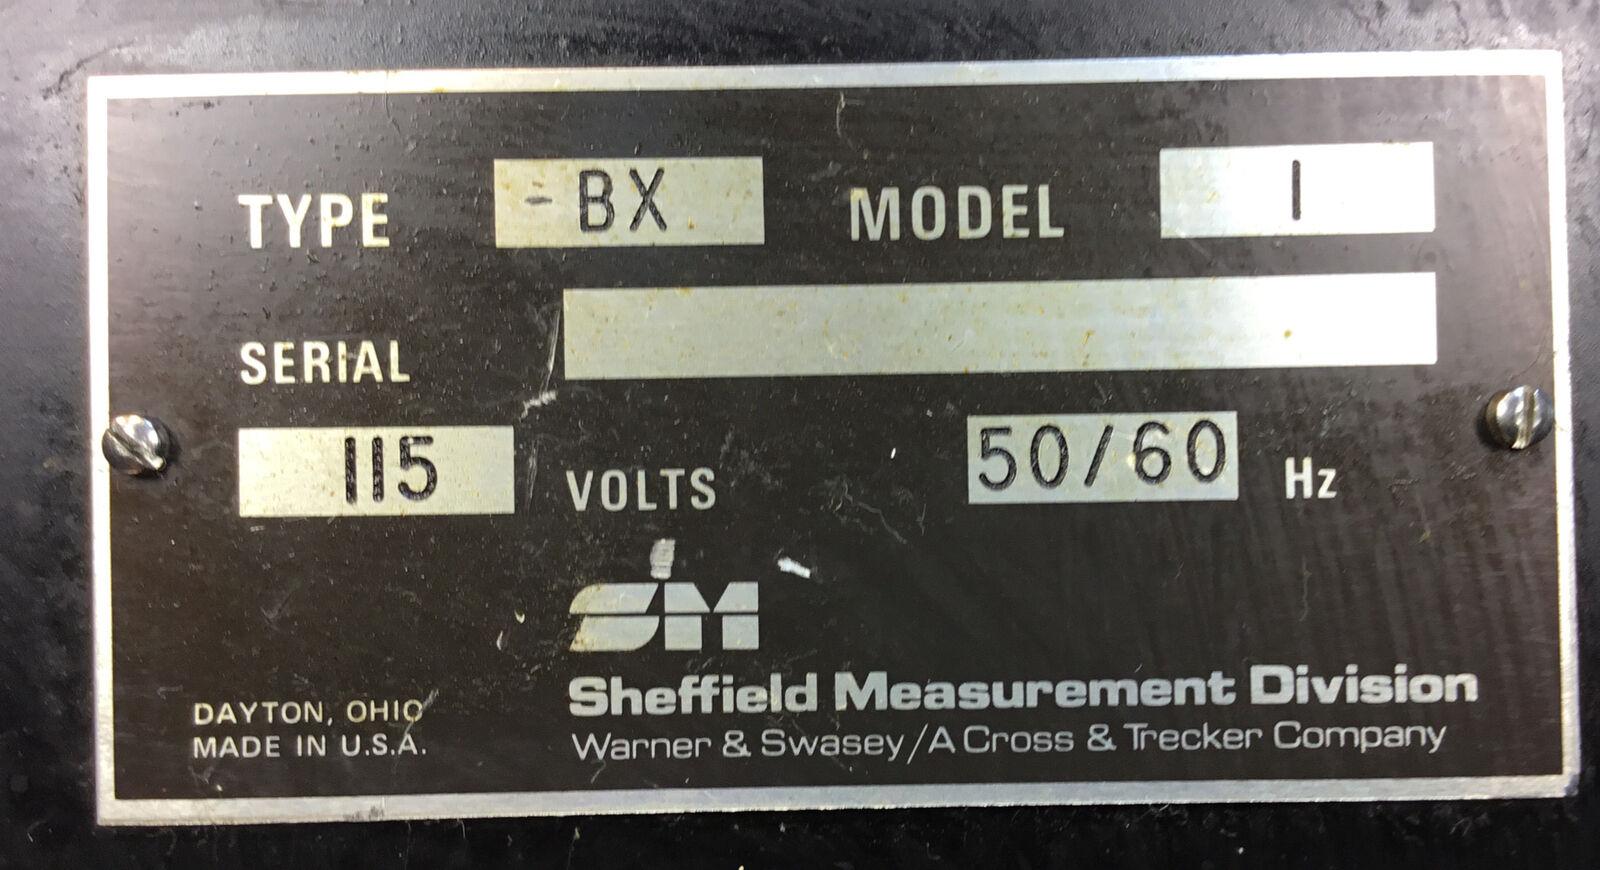 TYPE -BX MODEL 1
SERIAL
115 VOLTS 50/60 Hz
SM
Sheffield Measurement Division
Warner & Swasey/A Cross & Trecker Company
DAYTON, OHIO
MADE IN U.S.A.